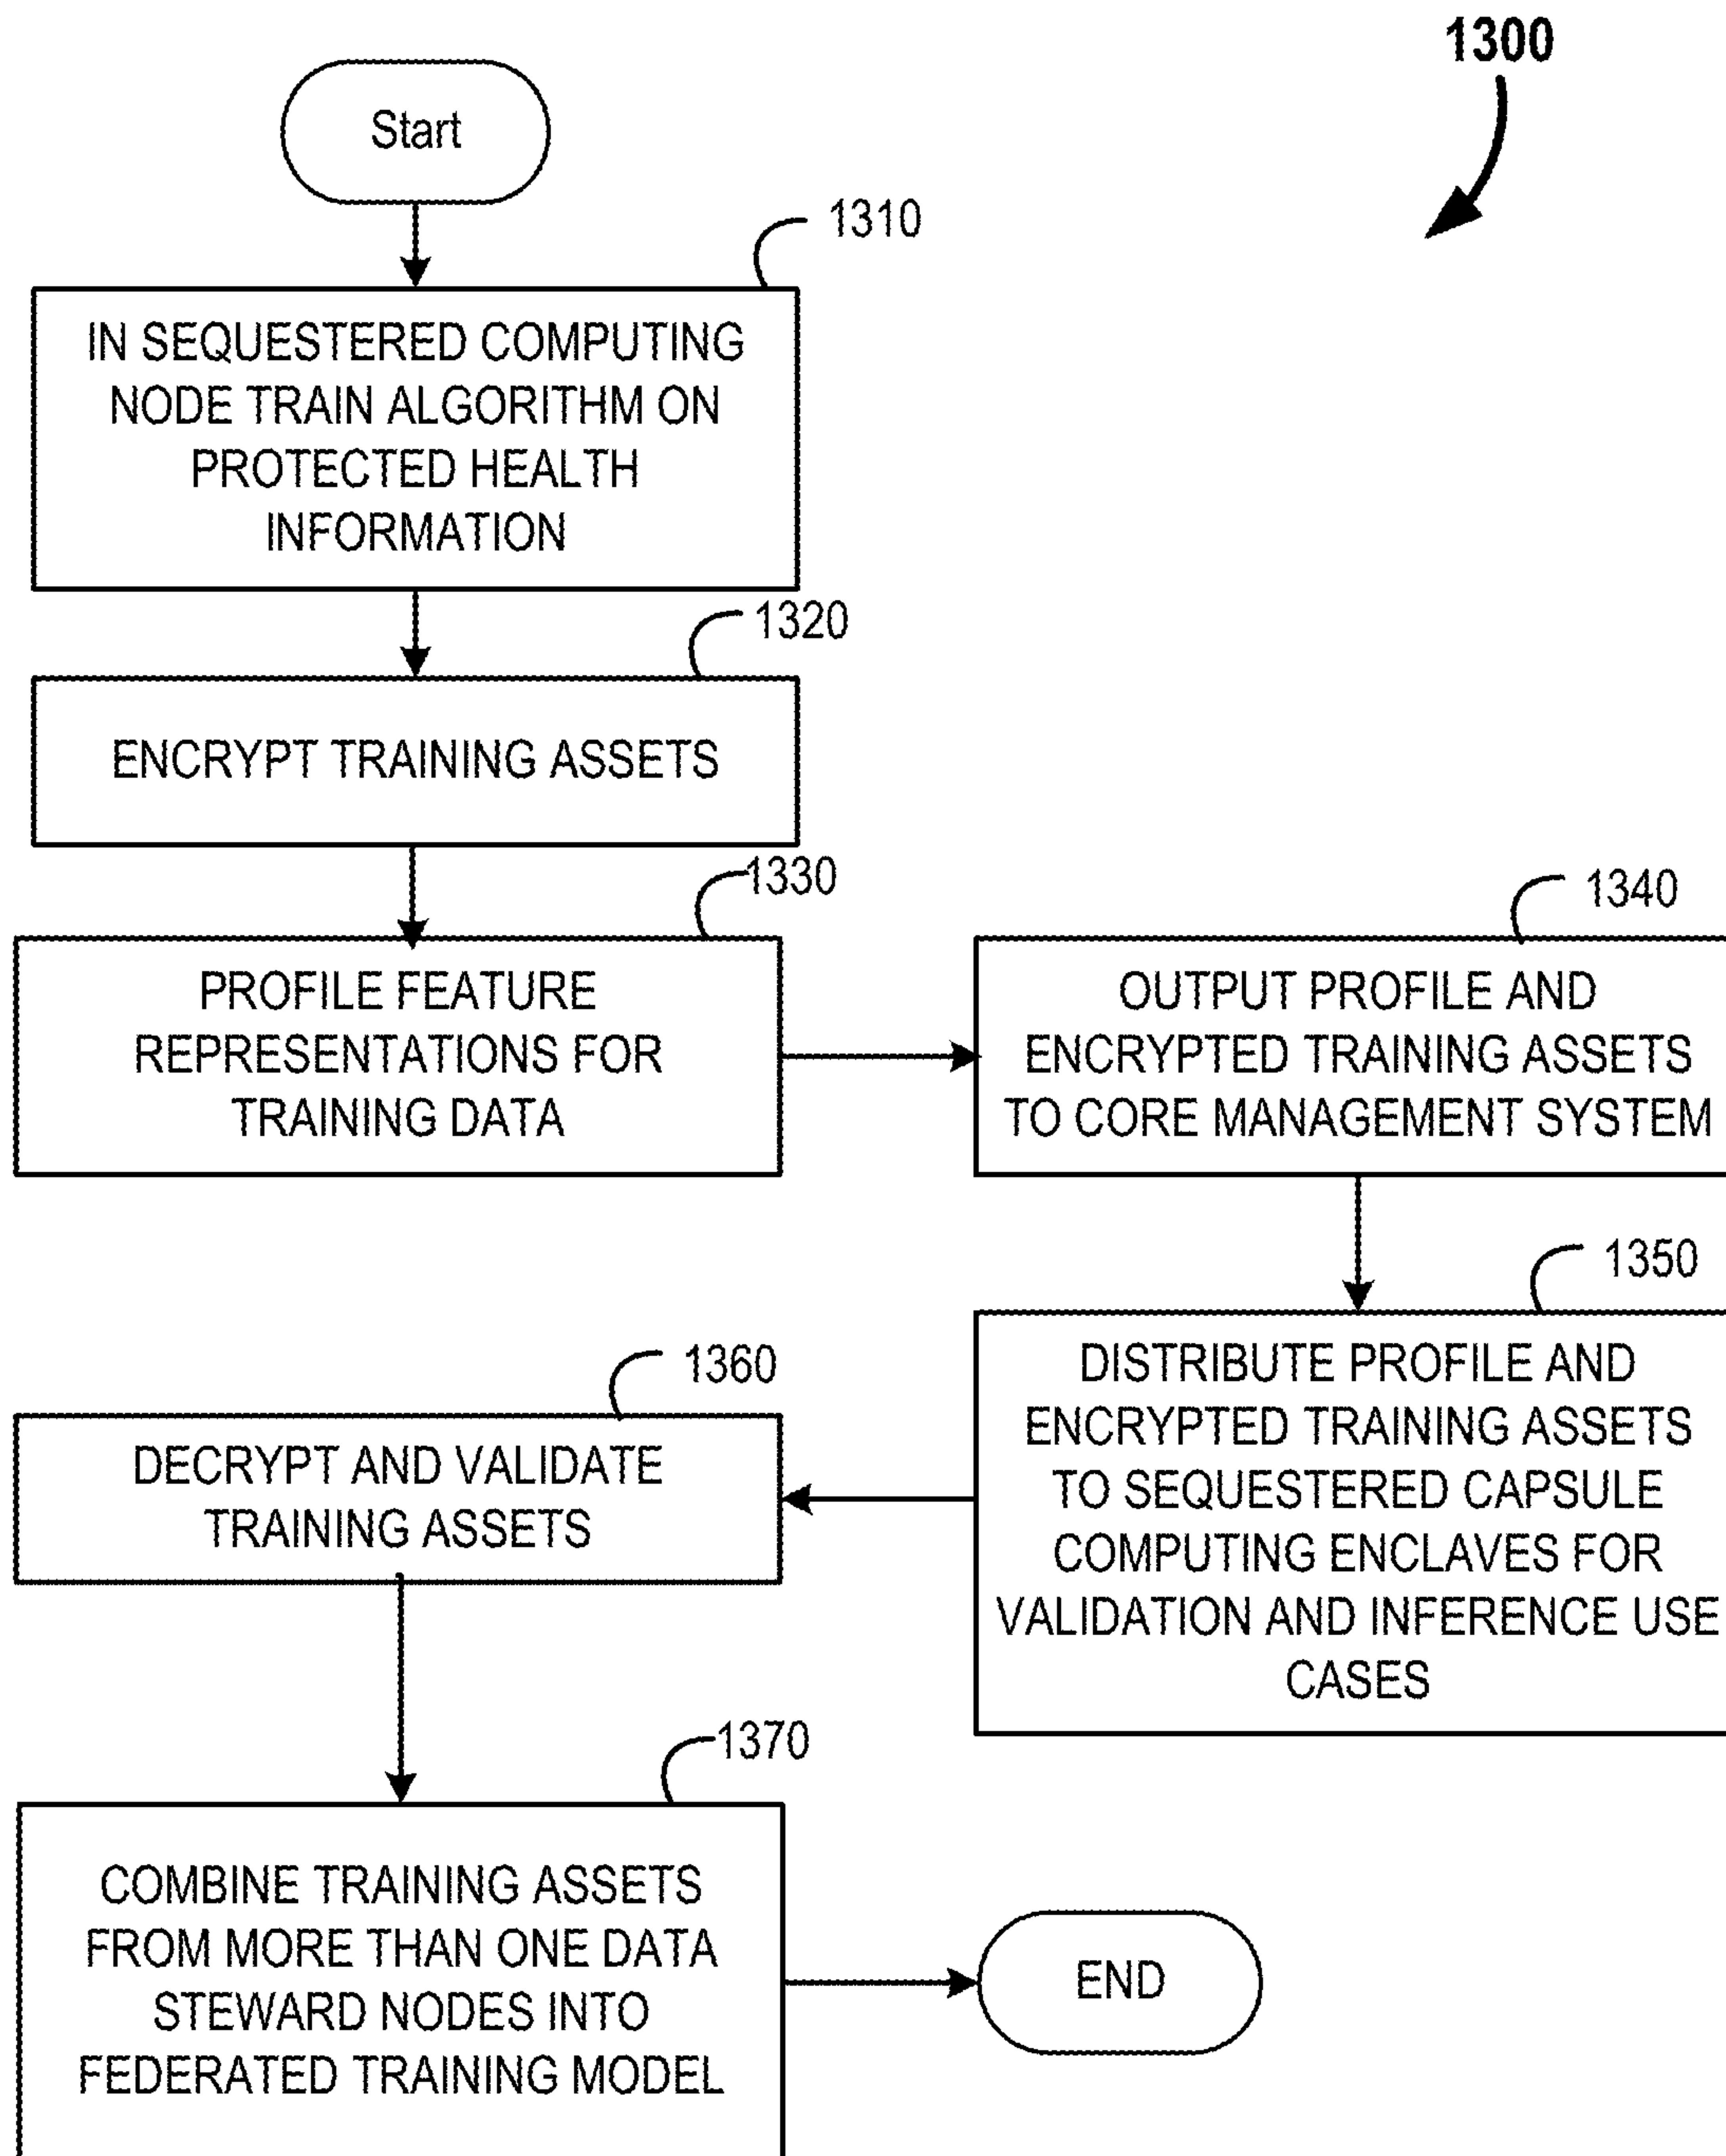 1300
Start
1310
IN SEQUESTERED COMPUTING
NODE TRAIN ALGORITHM ON
PROTECTED HEALTH
INFORMATION
1320
ENCRYPT TRAINING ASSETS
1330
PROFILE FEATURE
REPRESENTATIONS FOR
TRAINING DATA
1340
OUTPUT PROFILE AND
ENCRYPTED TRAINING ASSETS
TO CORE MANAGEMENT SYSTEM
1350
DISTRIBUTE PROFILE AND
ENCRYPTED TRAINING ASSETS
TO SEQUESTERED CAPSULE
COMPUTING ENCLAVES FOR
VALIDATION AND INFERENCE USE
CASES
1360
DECRYPT AND VALIDATE
TRAINING ASSETS
1370
COMBINE TRAINING ASSETS
FROM MORE THAN ONE DATA
STEWARD NODES INTO
FEDERATED TRAINING MODEL
END